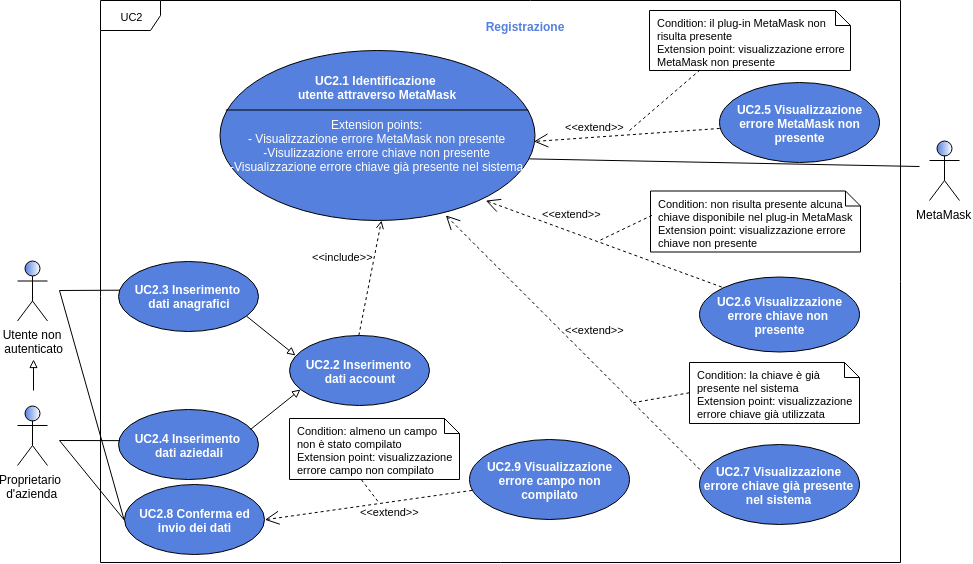 UC2
Registrazione
Condition: il plug-in MetaMask non
risulta presente
Extension point: visualizzazione errore
MetaMask non presente
UC2.1 Identificazione
utente attraverso MetaMask
Extension points:
- Visualizzazione errore MetaMask non presente
-Visulizzazione errore chiave non presente
-Visualizzazione errore chiave già presente nel sistema
<<extend>>
UC2.5 Visualizzazione
errore MetaMask non
presente
MetaMask
<<extend>>
Condition: non risulta presente alcuna
chiave disponibile nel plug-in MetaMask
Extension point: visualizzazione errore
chiave non presente
<<include>>
UC2.3 Inserimento
dati anagrafici
Utente non
autenticato
UC2.6 Visualizzazione
errore chiave non
presente
<<extend>>
UC2.2 Inserimento
dati account
Condition: la chiave è già
presente nel sistema
Extension point: visualizzazione
errore chiave già utilizzata
UC2.4 Inserimento
dati aziedali
Condition: almeno un campo
non è stato compilato
Extension point: visualizzazione
errore campo non compilato
UC2.9 Visualizzazione
errore campo non
compilato
UC2.7 Visualizzazione
errore chiave già presente
nel sistema
Proprietario
d'azienda
UC2.8 Conferma ed
invio dei dati
<<extend>>